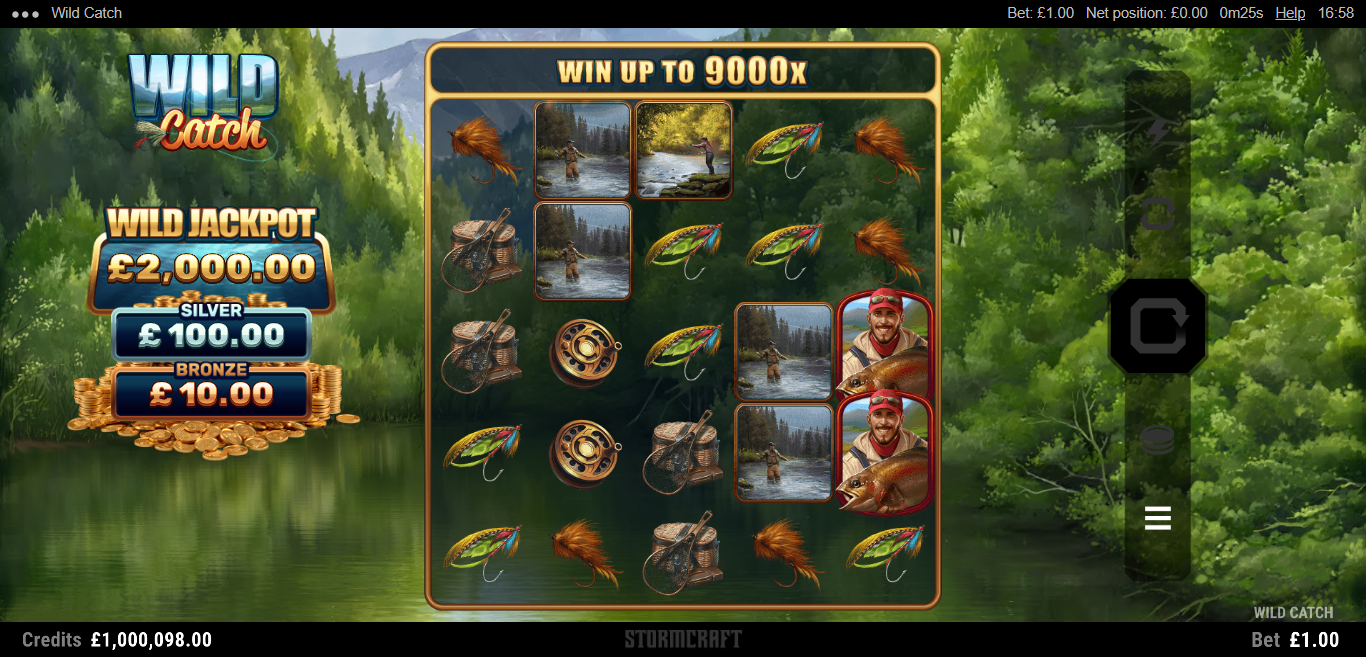 Wild Catch
Bet: £1.00 Net position: £0.00 0m25s Help 16:58
WILD
Catch
WIN UP TO 9000X
WILD JACKPOT
£2,000.00
SILVER
£100.00
BRONZE
£10.00
WILD CATCH
Credits £1,000,098.00
STORMCRAFT
Bet £1.00